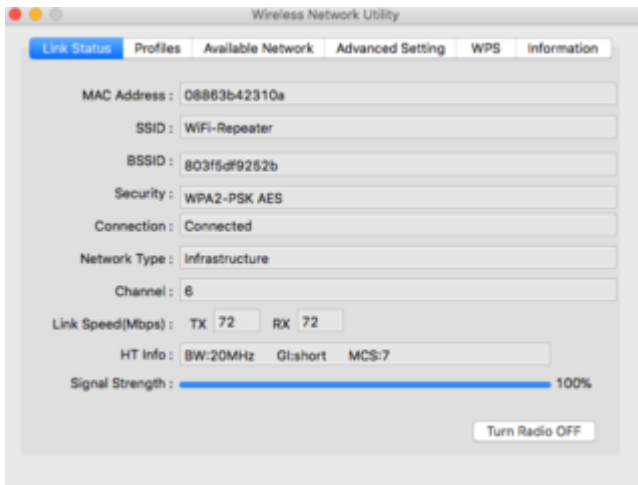 Wireless Network Utility
Link Status Profiles Available Network Advanced Setting WPS Information
MAC Address : 08863b42310a
SSID : WiFi-Repeater
BSSID : 803f5df9252b
Security : WPA2-PSK AES
Connection : Connected
Network Type : Infrastructure
Channel : 6
Link Speed(Mbps) : TX 72 RX 72
HT Info : BW:20MHz GI:short MCS:7
Signal Strength : 100%
Turn Radio OFF